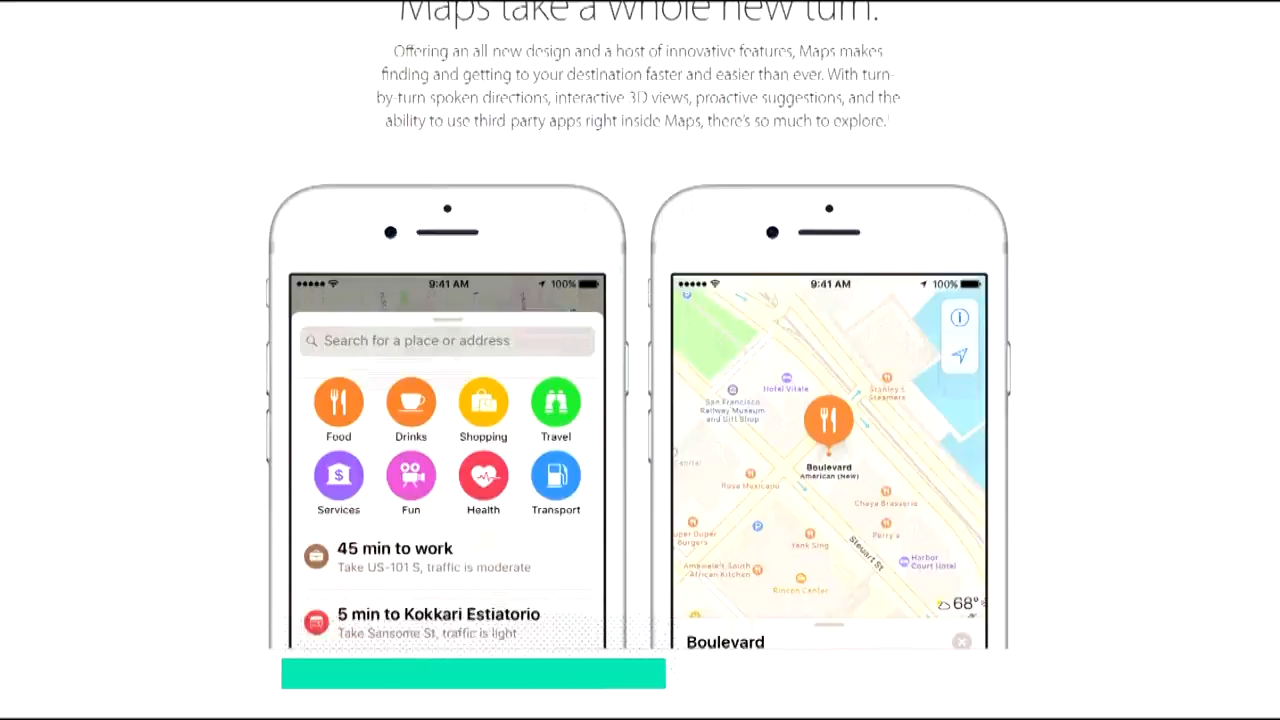 Maps take a whole new turn.
Offering an all new design and a host of innovative features, Maps makes
finding and getting to your destination faster and easier than ever. With turn-
by-turn spoken directions, interactive 3D views, proactive suggestions, and the
ability to use third party apps right inside Maps, there's so much to explore.¹
9:41 AM
100%
Search for a place or address
Food
Drinks
Shopping
Travel
Services
Fun
Health
Transport
45 min to work
Take US-101 S, traffic is moderate
5 min to Kokkari Estiatorio
Take Sansome St, traffic is light
9:41 AM
100%
Hotel Vitale
San Francisco
Railway Museum
and Gift Shop
Boulevard
American (New)
Rosa Mexicano
Chaya Brasserie
Yank Sing
Perry's
Steuart St
Harbor
Court Hotel
Burgers
African Kitchen
Rincon Center
68°
Boulevard